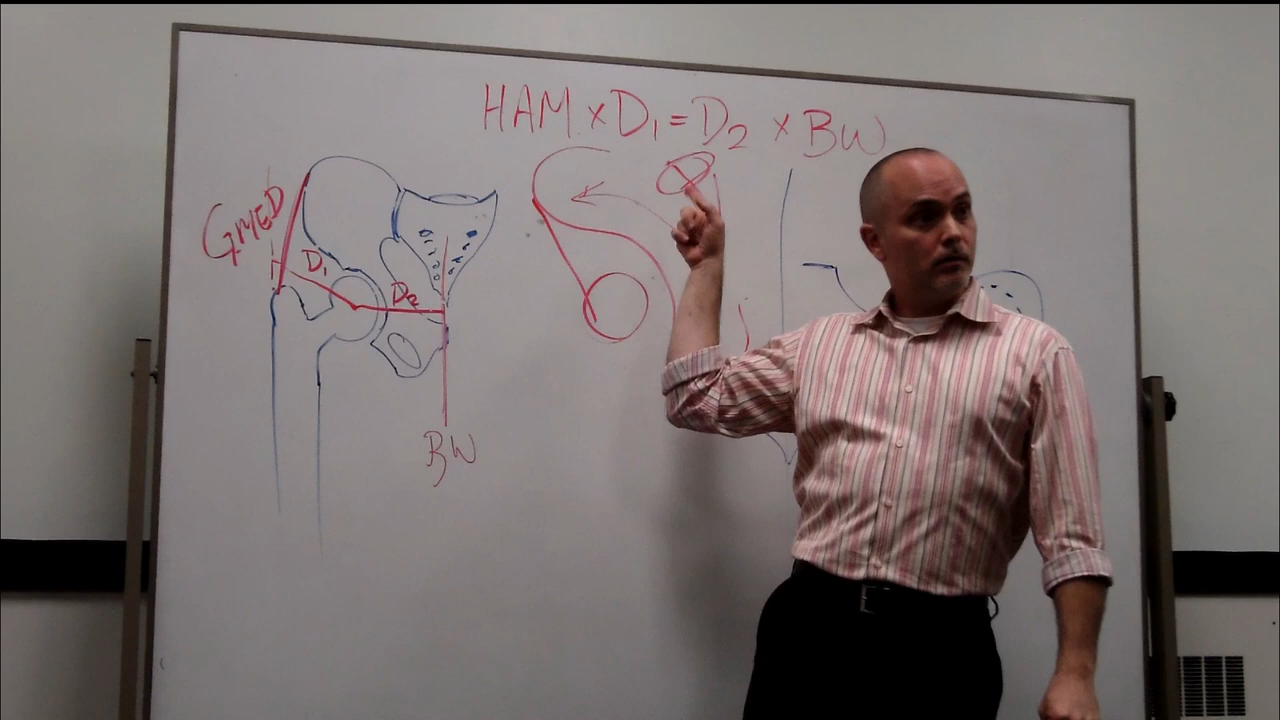 HAM × D₁ = D₂ × BW
GMED
D₁
D₂
BW